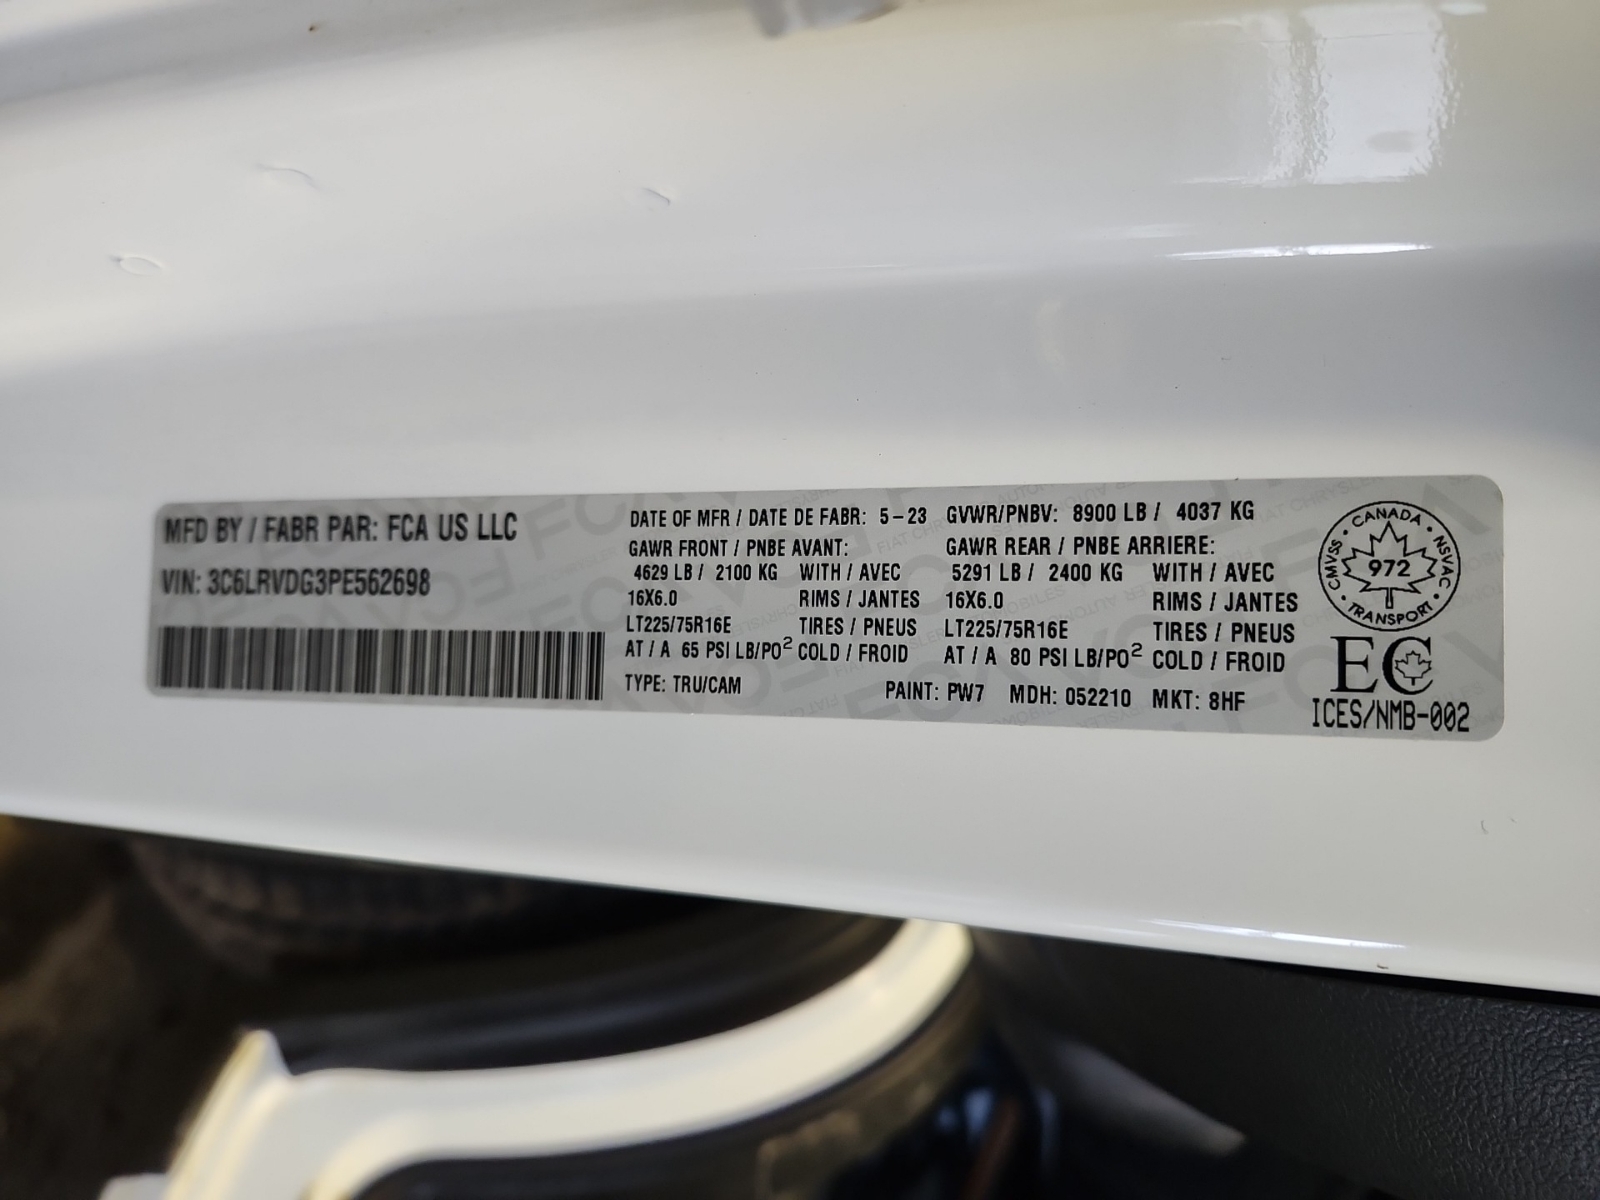 MFD BY / FABR PAR: FCA US LLC
VIN: 3C6LRVDG3PE562698
DATE OF MFR / DATE DE FABR: 5-23 GVWR/PNBV: 8900 LB / 4037 KG
GAWR FRONT / PNBE AVANT:
4629 LB / 2100 KG WITH / AVEC
16X6.0 RIMS / JANTES
LT225/75R16E TIRES / PNEUS
AT / A 65 PSI LB/PO² COLD / FROID
TYPE: TRU/CAM
GAWR REAR / PNBE ARRIERE:
5291 LB / 2400 KG WITH / AVEC
16X6.0 RIMS / JANTES
LT225/75R16E TIRES / PNEUS
AT / A 80 PSI LB/PO² COLD / FROID
PAINT: PW7 MDH: 052210 MKT: 8HF
CANADA
CMVSS
NSVAC
972
TRANSPORT
EC
ICES/NMB-002